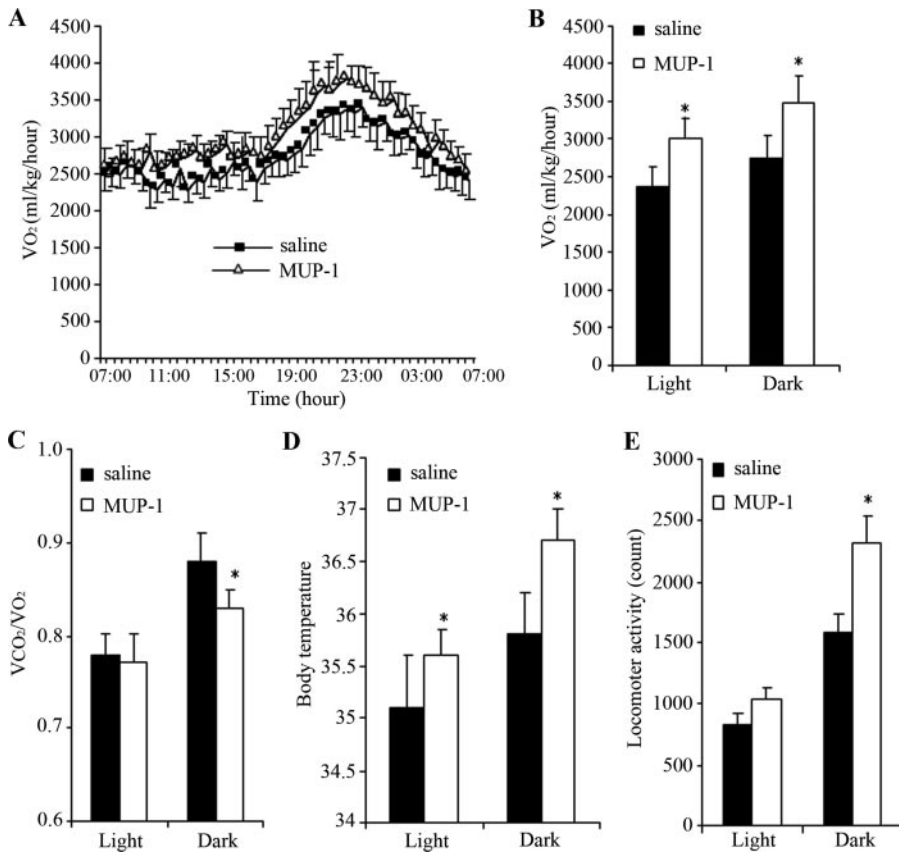 A
VO2 (ml/kg/hour)
4500
4000
3500
3000
2500
2000
1500
1000
500
0
saline
MUP-1
07:00 11:00 15:00 19:00 23:00 03:00 07:00
Time (hour)
B
VO2 (ml/kg/hour)
4500
4000
3500
3000
2500
2000
3000
1000
500
0
saline
MUP-1
* *
Light Dark
C
VCO2/VO2
1.0
0.9
0.8
0.7
0.6
saline
MUP-1
*
Light Dark
D
Body temperature
37.5
37
36.5
36
35.5
35
34.5
34
saline
MUP-1
* *
Light Dark
E
Locomoter activity (count)
3000
2500
2000
1500
1000
500
0
saline
MUP-1
*
Light Dark